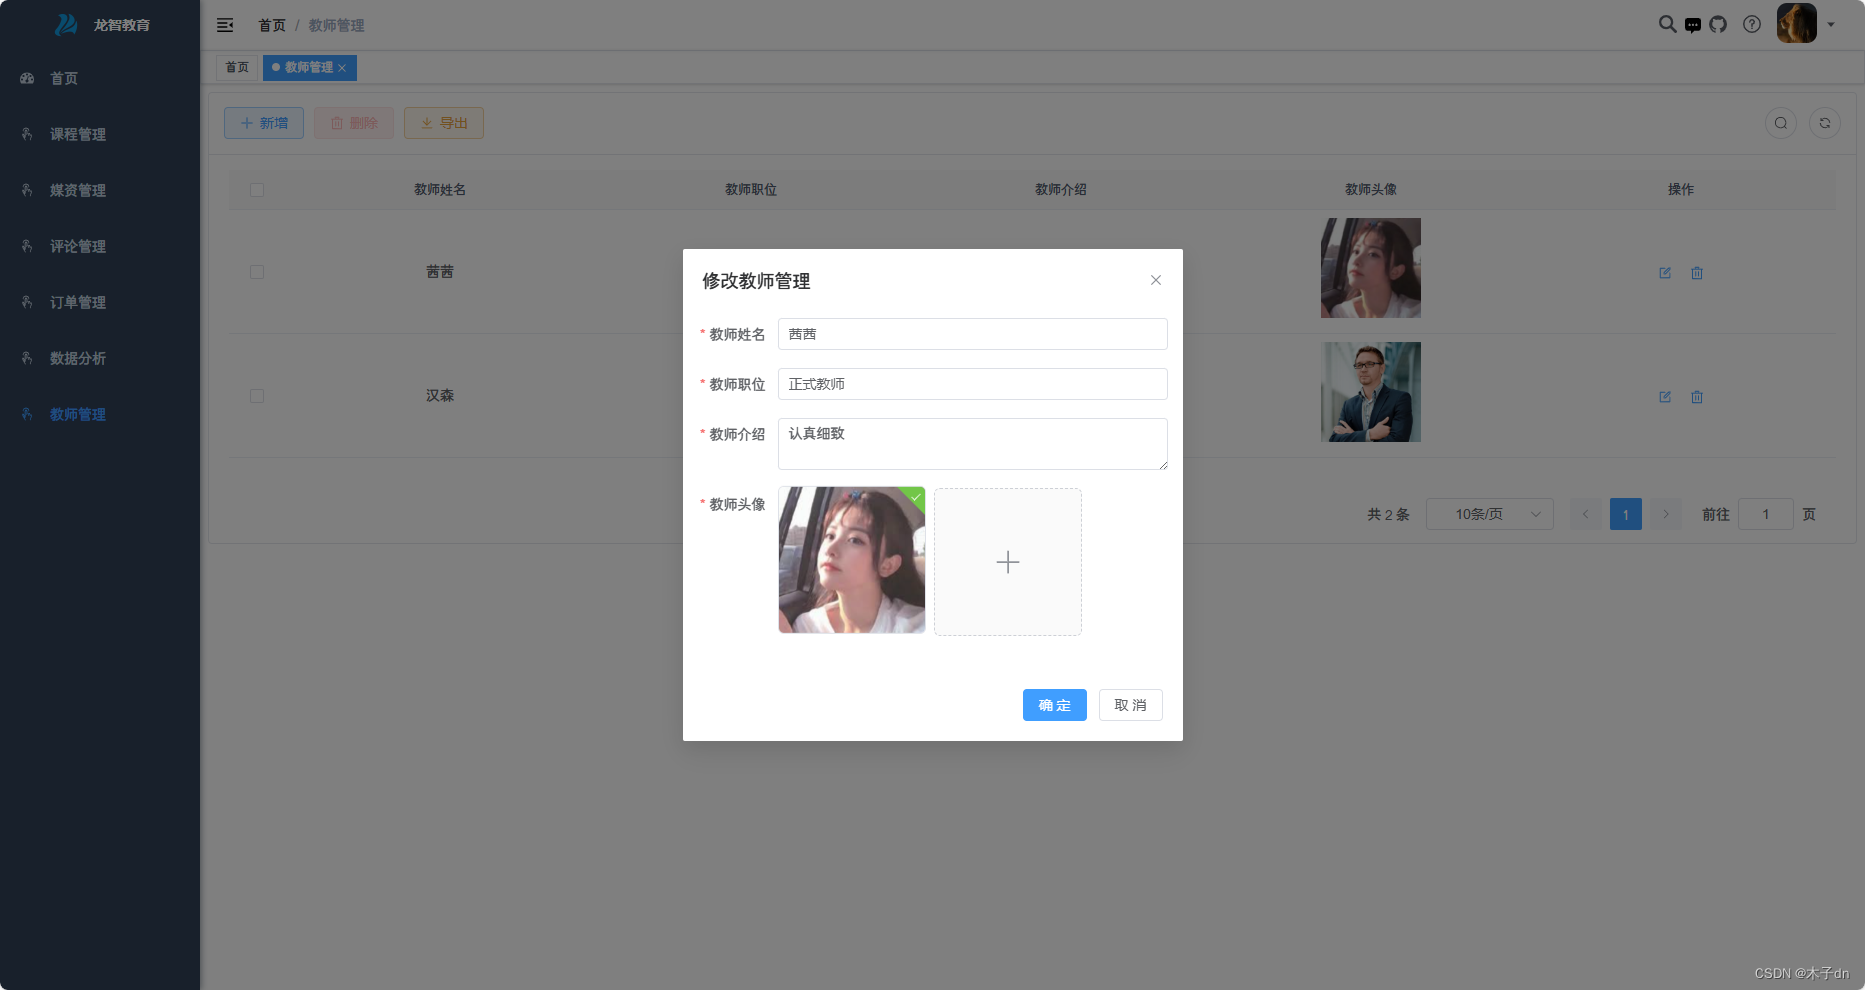 龙智教育
首页 / 教师管理
首页
教师管理
首页
课程管理
媒资管理
评论管理
订单管理
数据分析
教师管理
新增 删除 导出
教师姓名 教师职位 教师介绍 教师头像 操作
茜茜
汉森
共 2 条 10条/页 1 前往 1 页
修改教师管理
* 教师姓名 茜茜
* 教师职位 正式教师
* 教师介绍 认真细致
* 教师头像
确 定 取 消
CSDN @木子dn